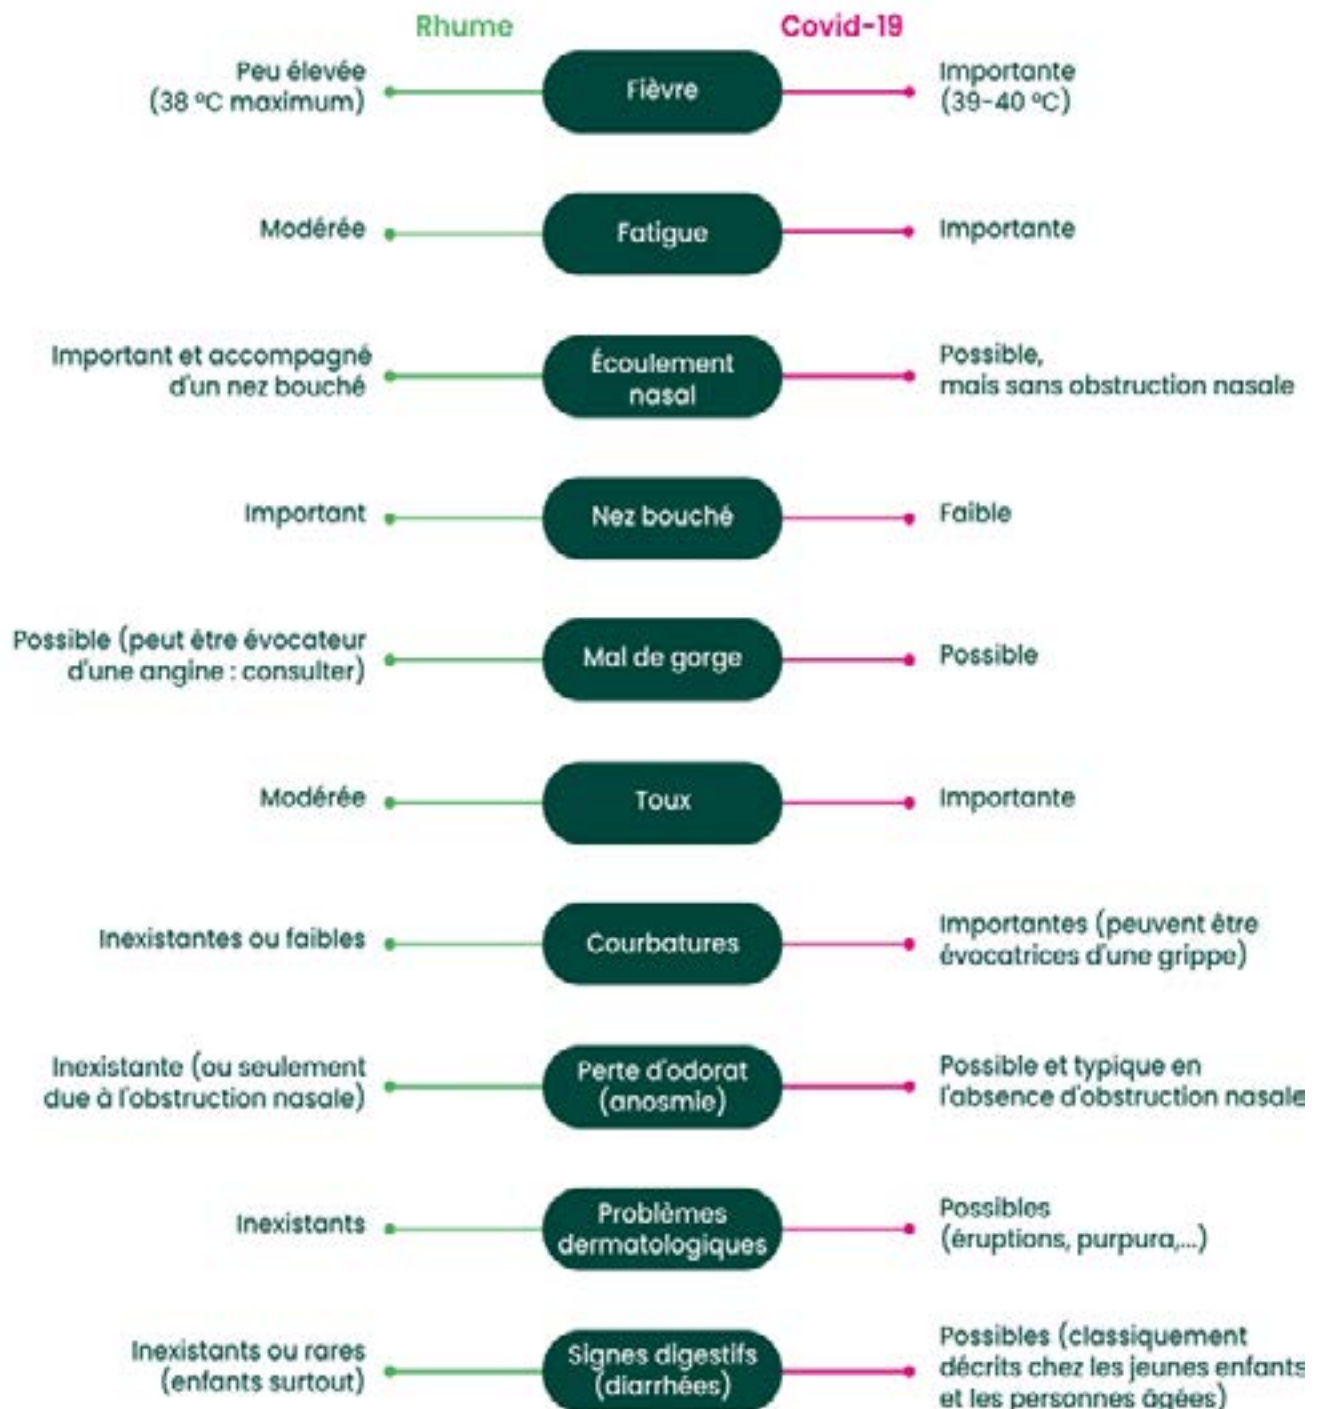 Rhume
Covid-19
Peu élevée
(38 °C maximum)
Fièvre
Importante
(39-40 °C)
Modérée
Fatigue
Importante
Important et accompagné
d'un nez bouché
Écoulement
nasal
Possible,
mais sans obstruction nasale
Important
Nez bouché
Faible
Possible (peut être évocateur
d'une angine : consulter)
Mal de gorge
Possible
Modérée
Toux
Importante
Inexistantes ou faibles
Courbatures
Importantes (peuvent être
évocatrices d'une grippe)
Inexistante (ou seulement
due à l'obstruction nasale)
Perte d'odorat
(anosmie)
Possible et typique en
l'absence d'obstruction nasale
Inexistants
Problèmes
dermatologiques
Possibles
(éruptions, purpura,...)
Inexistants ou rares
(enfants surtout)
Signes digestifs
(diarrhées)
Possibles (classiquement
décrits chez les jeunes enfants
et les personnes âgées)